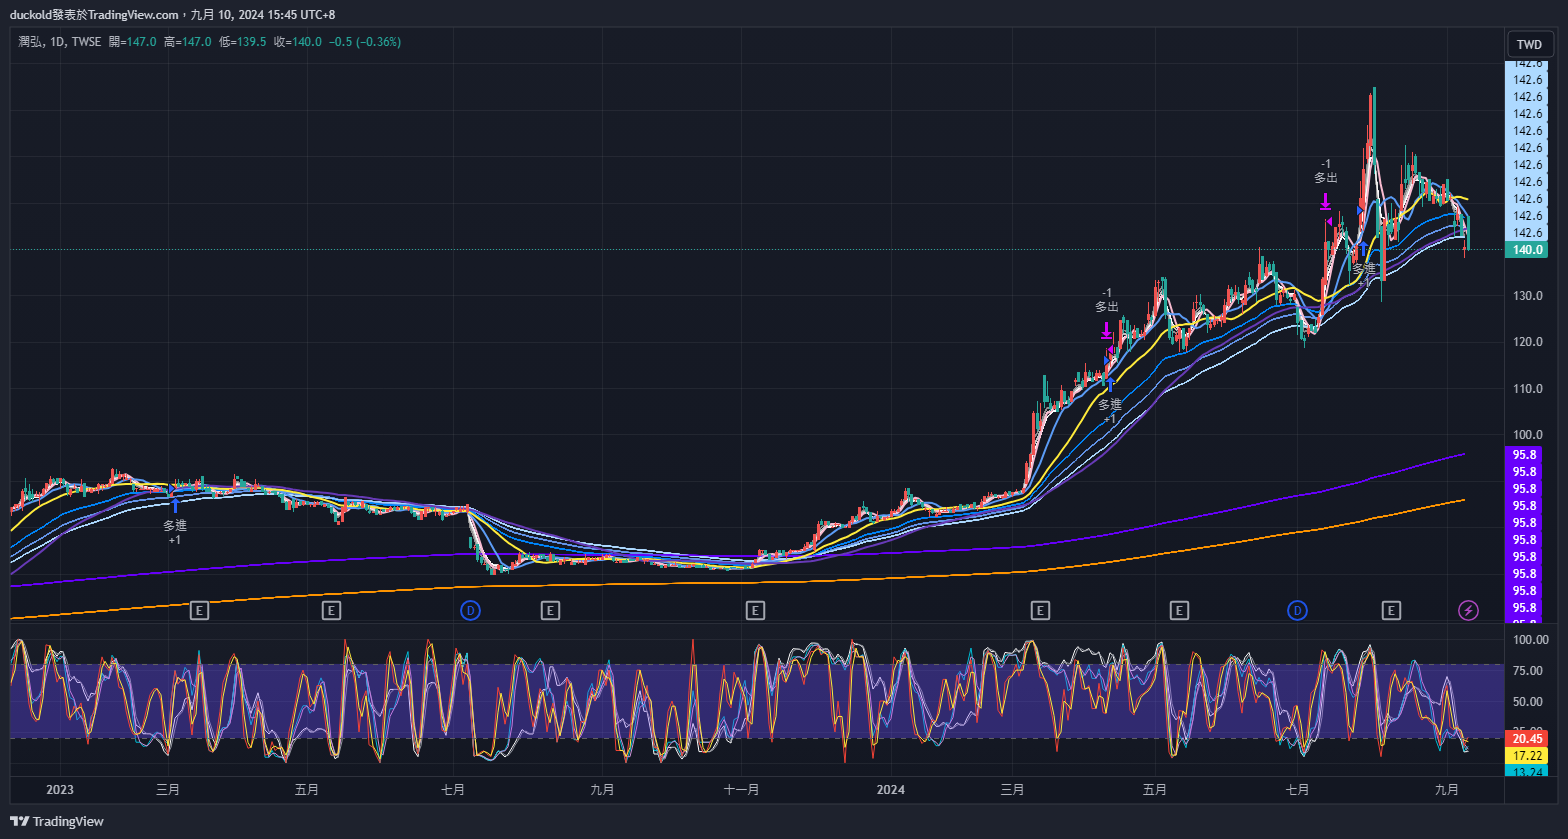 duckold發表於TradingView.com，九月 10, 2024 15:45 UTC+8
潤弘, 1D, TWSE 開=147.0 高=147.0 低=139.5 收=140.0 −0.5 (−0.36%)
TWD
142.6
142.6
142.6
142.6
142.6
142.6
142.6
142.6
142.6
142.6
142.6
140.0
130.0
120.0
110.0
100.0
95.8
95.8
95.8
95.8
95.8
95.8
95.8
95.8
95.8
95.8
95.8
-1
多出
多進
+1
-1
多出
多進
+1
多進
+1
E
E
D
E
E
E
E
D
E
100.00
75.00
50.00
25.00
20.45
17.22
13.24
2023
三月
五月
七月
九月
十一月
2024
三月
五月
七月
九月
TradingView